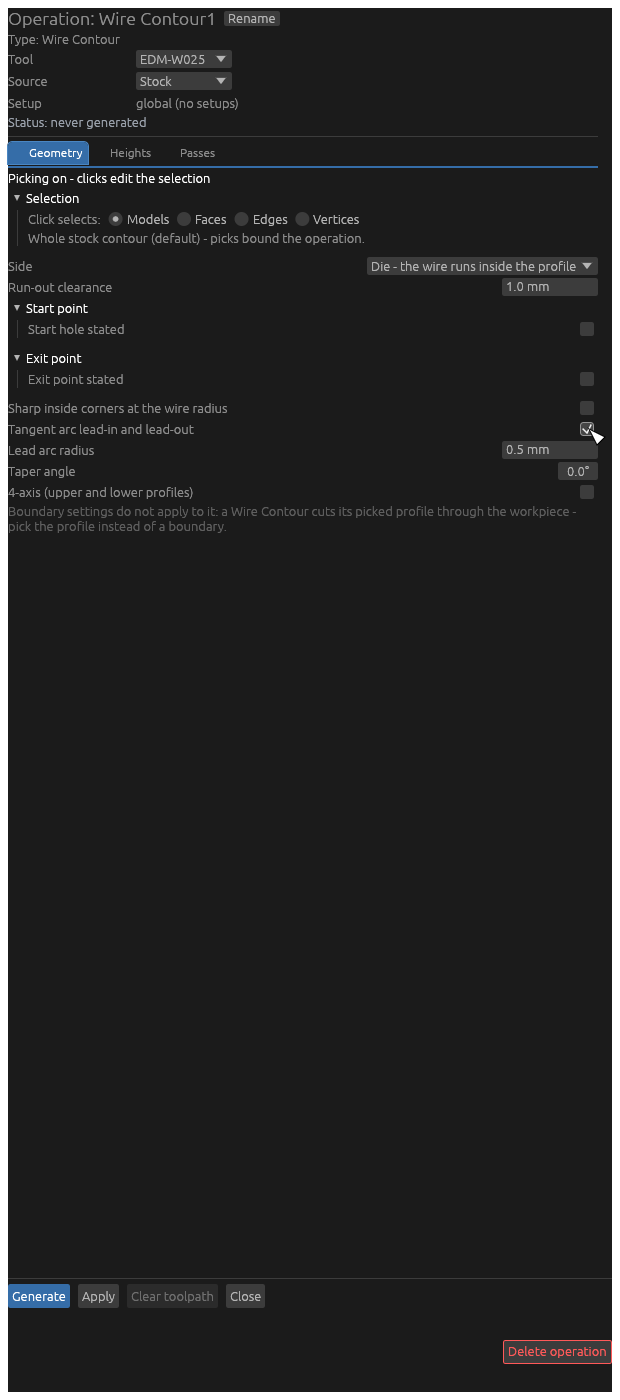 Operation: Wire Contour1 Rename
Type: Wire Contour
Tool EDM-W025
Source Stock
Setup global (no setups)
Status: never generated
Geometry Heights Passes
Picking on - clicks edit the selection
Selection
Click selects: Models Faces Edges Vertices
Whole stock contour (default) - picks bound the operation.
Side Die - the wire runs inside the profile
Run-out clearance 1.0 mm
Start point
Start hole stated
Exit point
Exit point stated
Sharp inside corners at the wire radius
Tangent arc lead-in and lead-out
Lead arc radius 0.5 mm
Taper angle 0.0°
4-axis (upper and lower profiles)
Boundary settings do not apply to it: a Wire Contour cuts its picked profile through the workpiece -
pick the profile instead of a boundary.
Generate Apply Clear toolpath Close
Delete operation